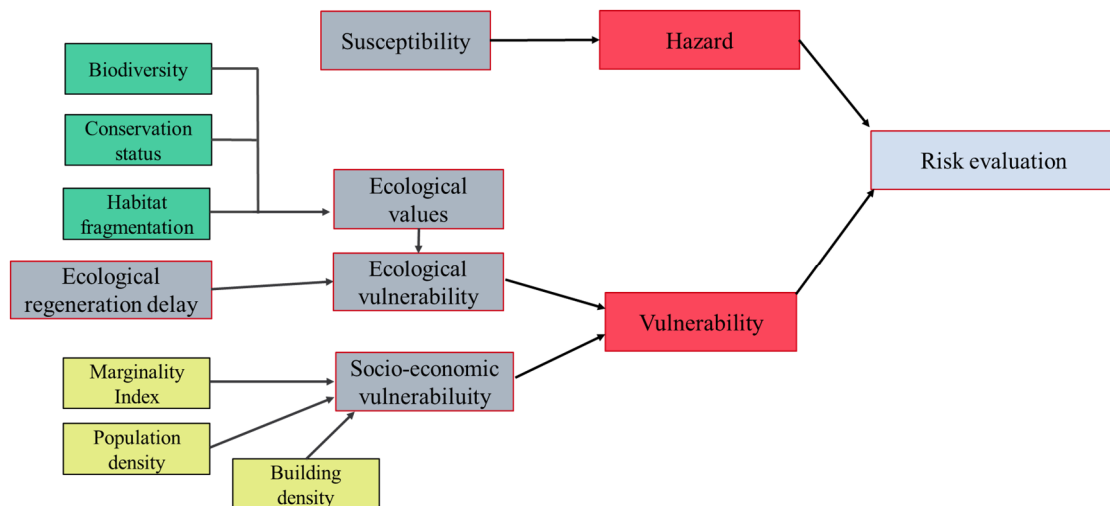 Susceptibility
Hazard
Biodiversity
Conservation
status
Risk evaluation
Habitat
fragmentation
Ecological
values
Ecological
regeneration delay
Ecological
vulnerability
Vulnerability
Marginality
Index
Socio-economic
vulnerabiluity
Population
density
Building
density